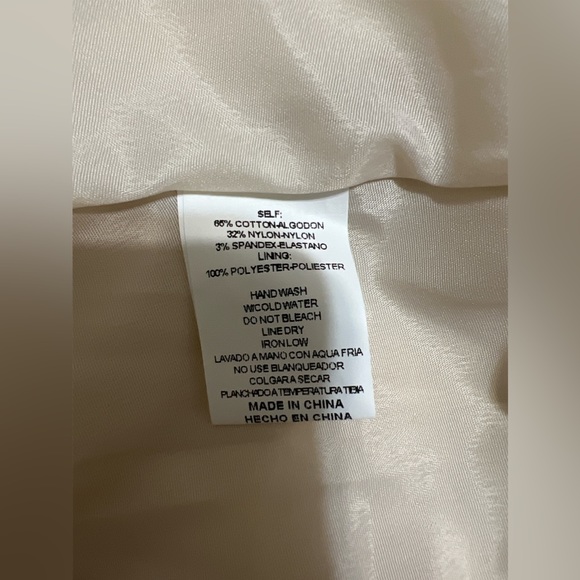 SELF:
65% COTTON-ALGODON
32% NYLON-NYLON
3% SPANDEX-ELASTANO
LINING:
100% POLYESTER-POLIESTER
HAND WASH
W/COLD WATER
DO NOT BLEACH
LINE DRY
IRON LOW
LAVADO A MANO CON AQUA FRIA
NO USE BLANQUEADOR
COLGAR A SECAR
PLANCHADO A TEMPERATURA TIBIA
MADE IN CHINA
HECHO EN CHINA